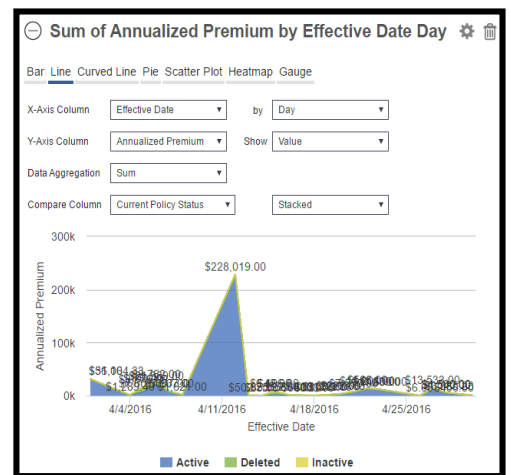 Sum of Annualized Premium by Effective Date Day
Bar Line Curved Line Pie Scatter Plot Heatmap Gauge
X-Axis Column Effective Date by Day
Y-Axis Column Annualized Premium Show Value
Data Aggregation Sum
Compare Column Current Policy Status Stacked
300k
200k
100k
0k
Annualized Premium
$228,019.00
4/4/2016 4/11/2016 4/18/2016 4/25/2016
Effective Date
Active Deleted Inactive